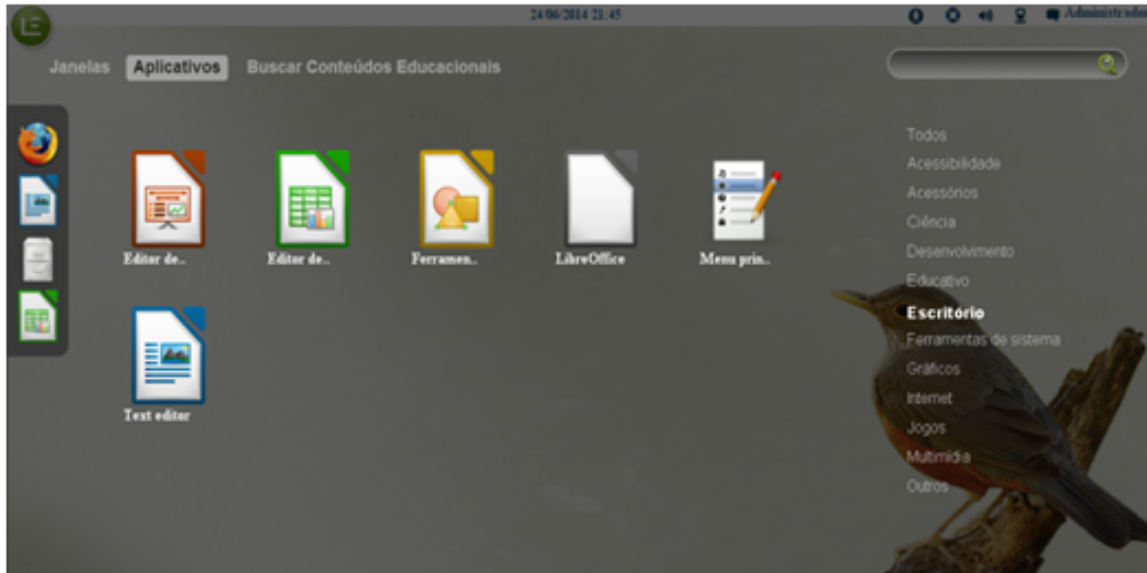 24/06/2014 21:45
Administrador
Janelas Aplicativos Buscar Conteúdos Educacionais
Todos
Acessibilidade
Acessórios
Ciência
Desenvolvimento
Educativo
Escritório
Ferramentas de sistema
Gráficos
Internet
Jogos
Multimídia
Outros
Editor de..
Editor de..
Ferramen..
LibreOffice
Menu prin..
Text editor